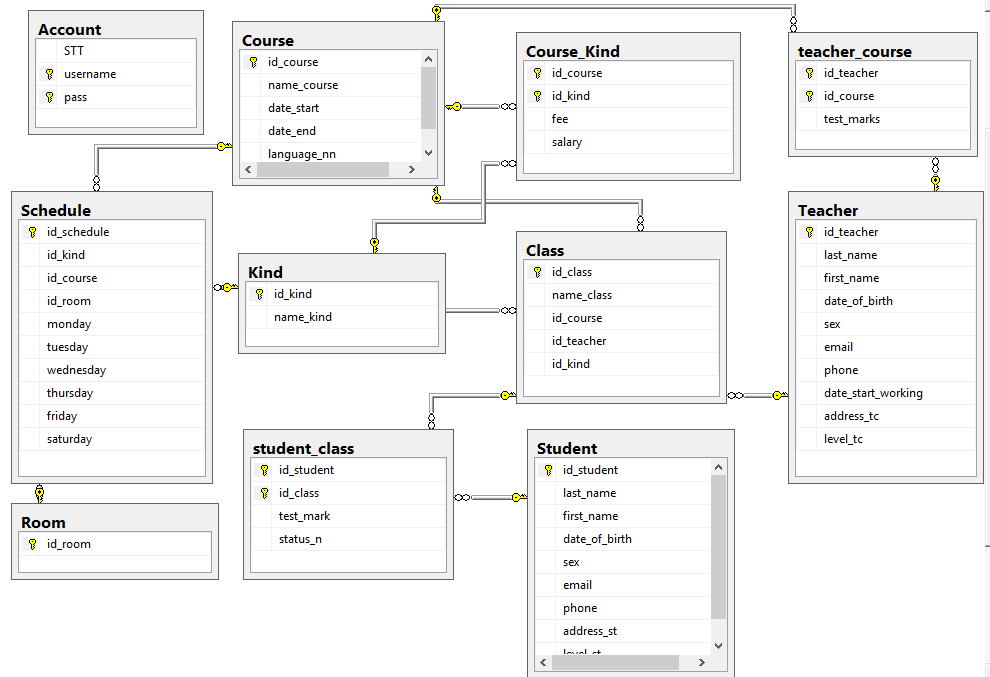 Account
STT
username
pass
Course
id_course
name_course
date_start
date_end
language_nn
Course_Kind
id_course
id_kind
fee
salary
teacher_course
id_teacher
id_course
test_marks
Schedule
id_schedule
id_kind
id_course
id_room
monday
tuesday
wednesday
thursday
friday
saturday
Kind
id_kind
name_kind
Class
id_class
name_class
id_course
id_teacher
id_kind
Teacher
id_teacher
last_name
first_name
date_of_birth
sex
email
phone
date_start_working
address_tc
level_tc
student_class
id_student
id_class
test_mark
status_n
Student
id_student
last_name
first_name
date_of_birth
sex
email
phone
address_st
level_st
Room
id_room